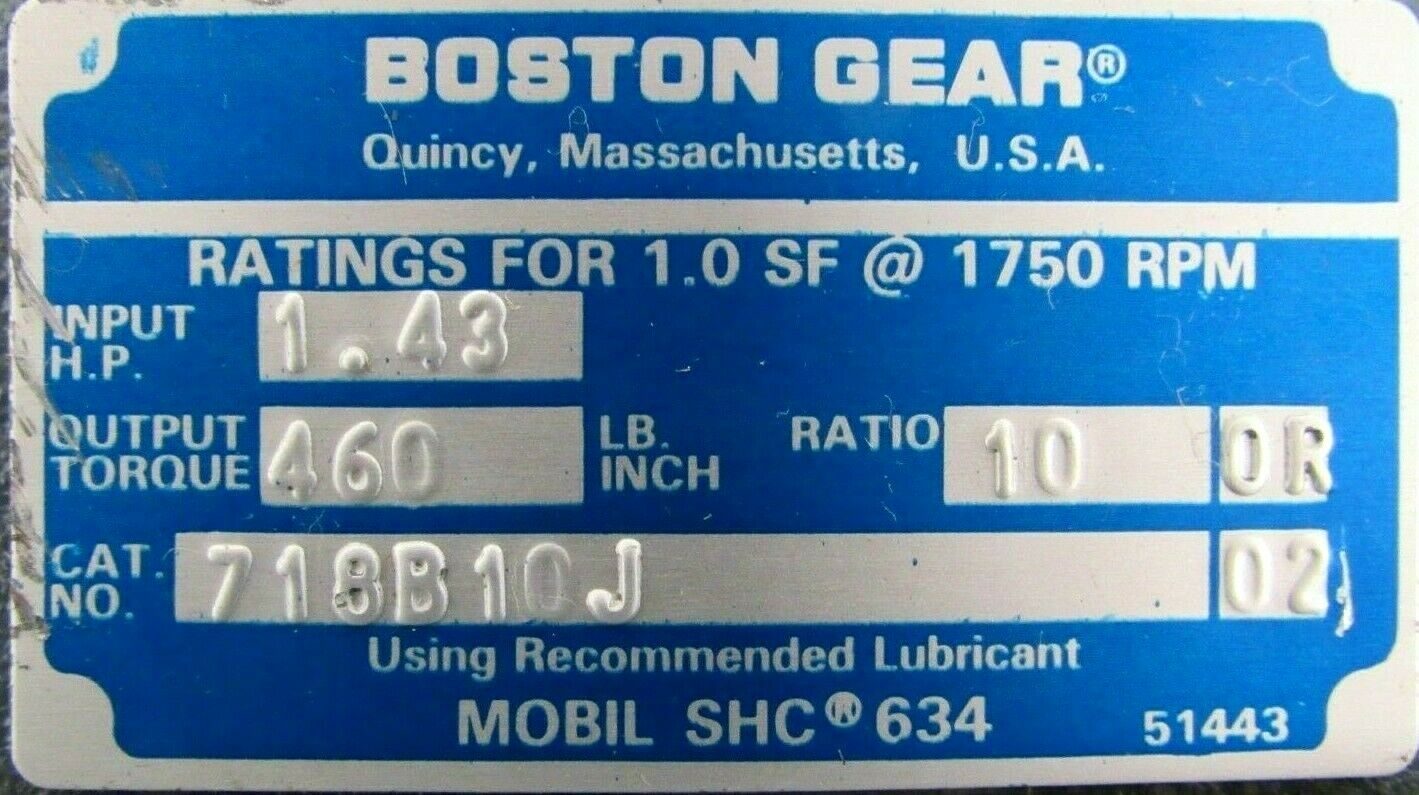 BOSTON GEAR®
Quincy, Massachusetts, U.S.A.
RATINGS FOR 1.0 SF @ 1750 RPM
INPUT H.P. 1.43
OUTPUT TORQUE 460 LB. INCH RATIO 10 0R
CAT. NO. 718B10J 02
Using Recommended Lubricant
MOBIL SHC® 634 51443